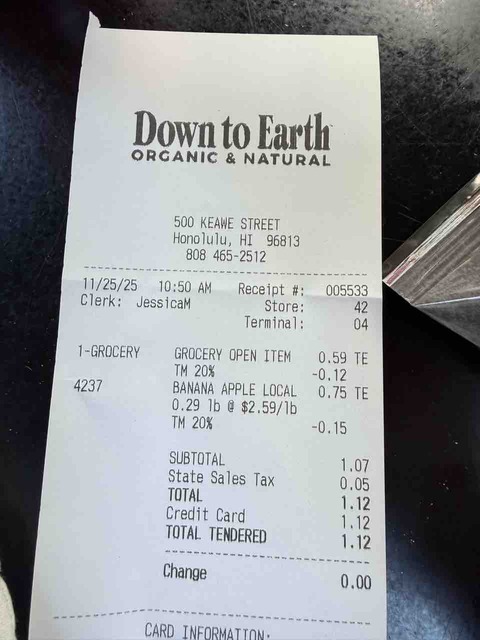 Down to Earth
ORGANIC & NATURAL
500 KEAWE STREET
Honolulu, HI 96813
808 465-2512
11/25/25 10:50 AM Receipt #: 005533
Clerk: JessicaM Store: 42
Terminal: 04
1-GROCERY GROCERY OPEN ITEM 0.59 TE
TM 20% -0.12
4237 BANANA APPLE LOCAL 0.75 TE
0.29 lb @ $2.59/lb
TM 20% -0.15
SUBTOTAL 1.07
State Sales Tax 0.05
TOTAL 1.12
Credit Card 1.12
TOTAL TENDERED 1.12
Change 0.00
CARD INFORMATION: